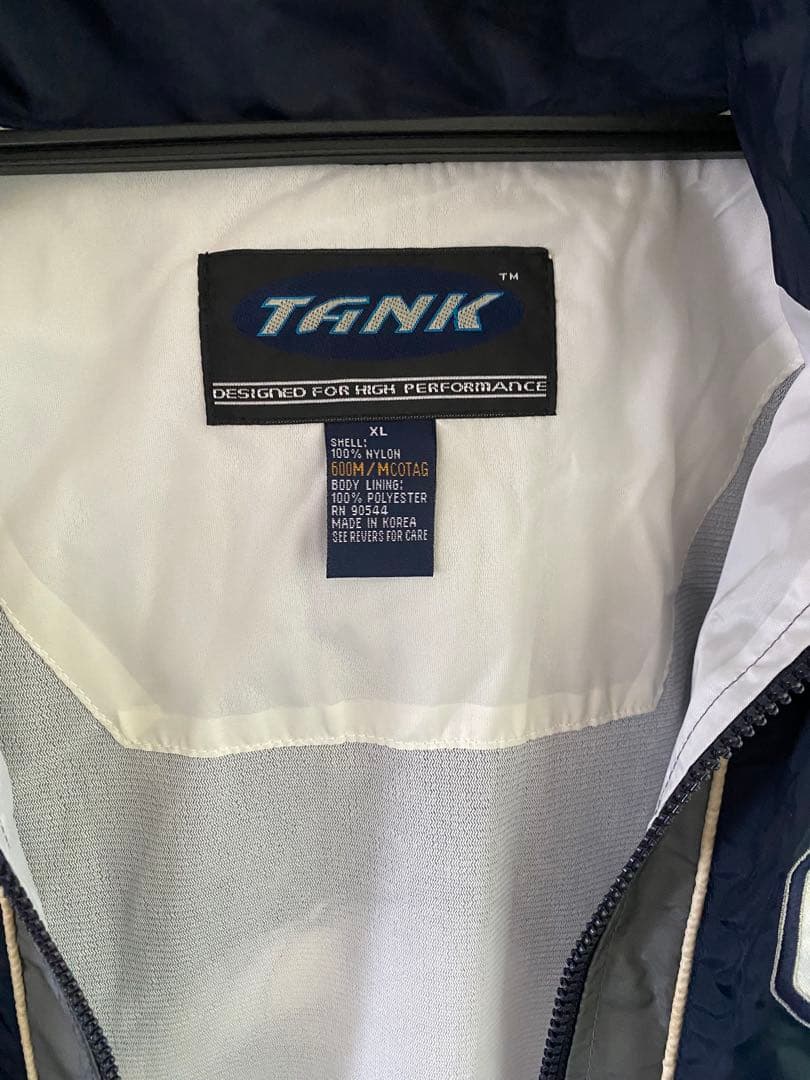 TANK ™
DESIGNED FOR HIGH PERFORMANCE
XL
SHELL:
100% NYLON
600M/MCOTAG
BODY LINING:
100% POLYESTER
RN 90544
MADE IN KOREA
SEE REVERS FOR CARE